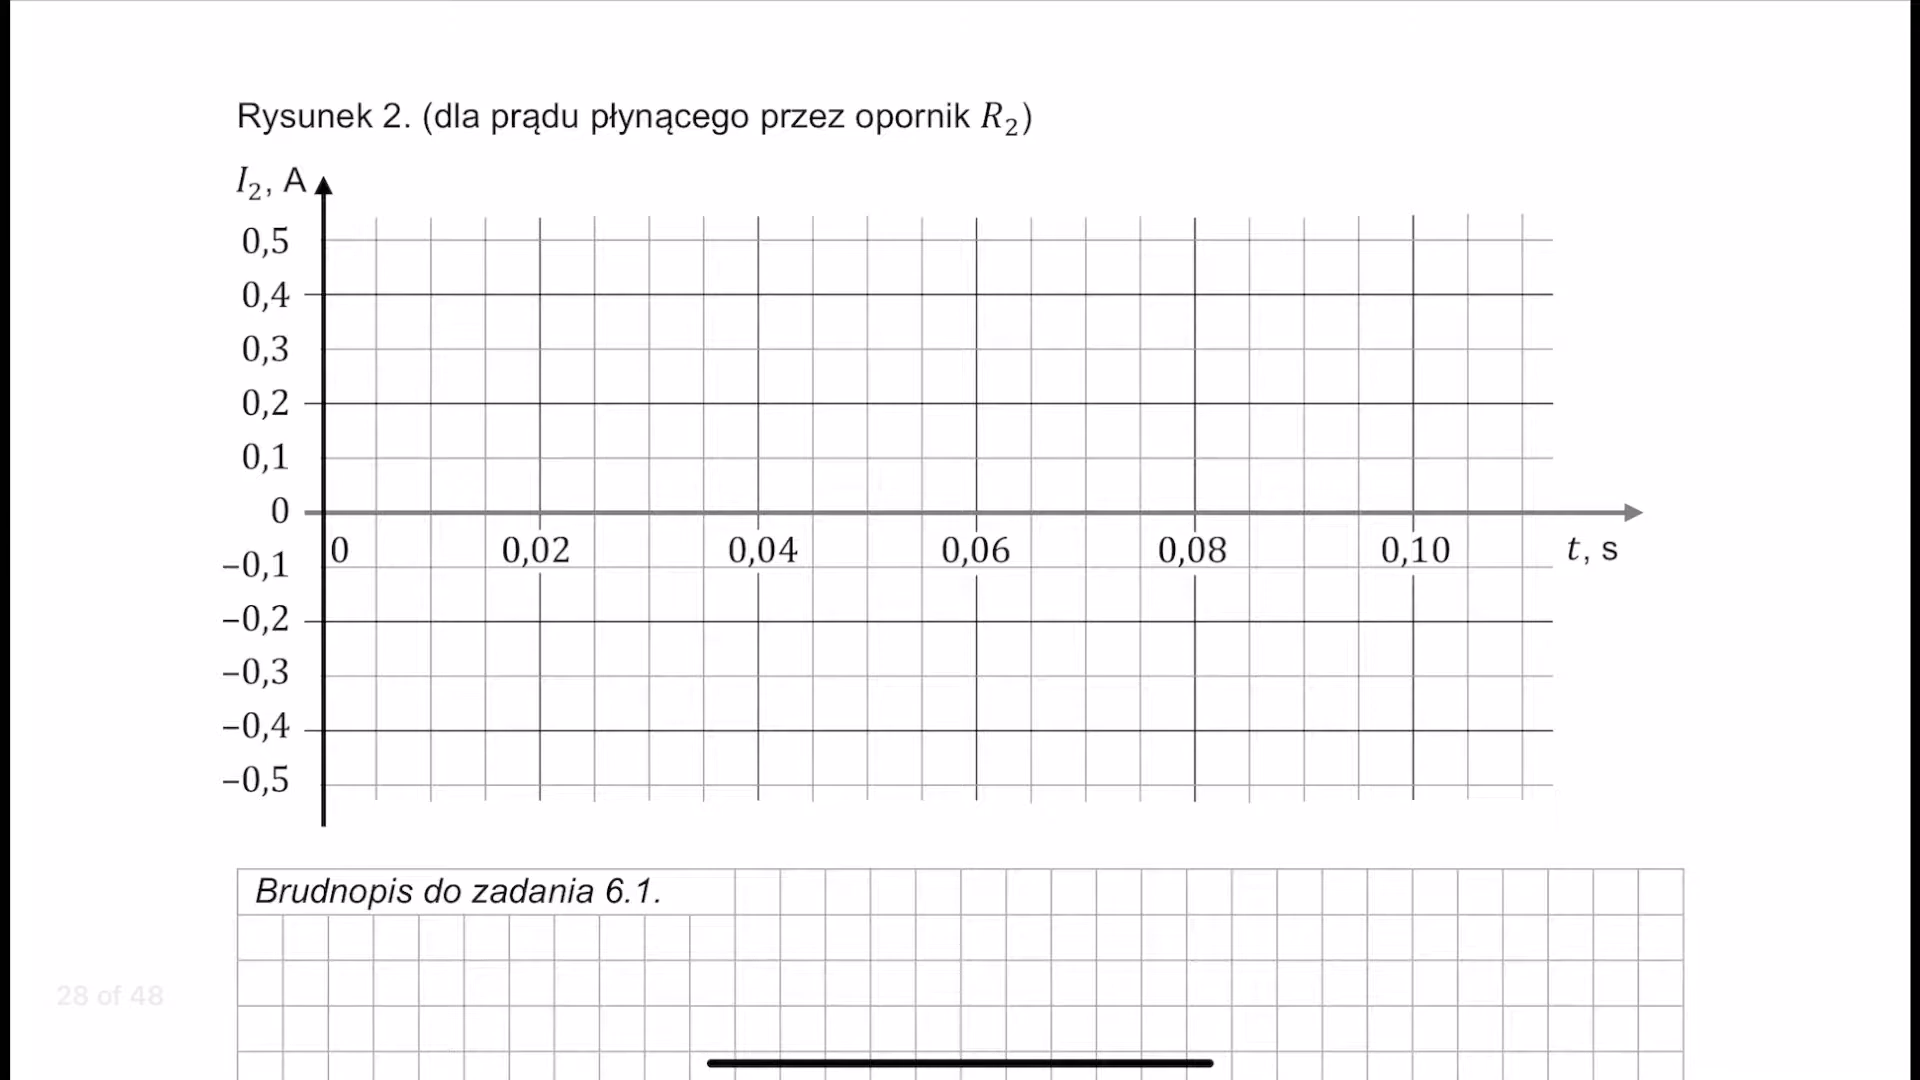 Rysunek 2. (dla prądu płynącego przez opornik R₂)
I₂, A
0,5
0,4
0,3
0,2
0,1
0
–0,1
–0,2
–0,3
–0,4
–0,5
0 0,02 0,04 0,06 0,08 0,10 t, s
Brudnopis do zadania 6.1.
28 of 48